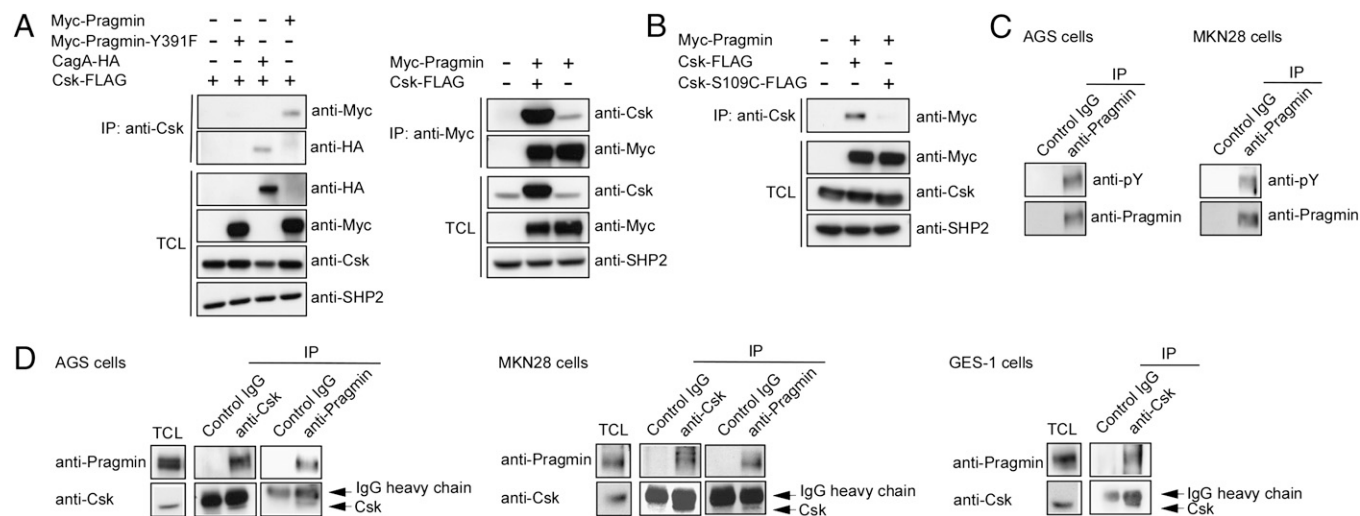 A
Myc-Pragmin - - - +
Myc-Pragmin-Y391F - + - -
CagA-HA - - + -
Csk-FLAG + + + +
IP: anti-Csk
anti-Myc
anti-HA
TCL
anti-HA
anti-Myc
anti-Csk
anti-SHP2
Myc-Pragmin - + +
Csk-FLAG - + -
IP: anti-Myc
anti-Csk
anti-Myc
TCL
anti-Csk
anti-Myc
anti-SHP2
B
Myc-Pragmin - + +
Csk-FLAG - + -
Csk-S109C-FLAG - - +
IP: anti-Csk
anti-Myc
TCL
anti-Myc
anti-Csk
anti-SHP2
C
AGS cells
IP
Control IgG
anti-Pragmin
anti-pY
anti-Pragmin
MKN28 cells
IP
Control IgG
anti-Pragmin
anti-pY
anti-Pragmin
D
AGS cells
IP
TCL
Control IgG
anti-Csk
Control IgG
anti-Pragmin
anti-Pragmin
anti-Csk
IgG heavy chain
Csk
MKN28 cells
IP
TCL
Control IgG
anti-Csk
Control IgG
anti-Pragmin
anti-Pragmin
anti-Csk
IgG heavy chain
Csk
GES-1 cells
IP
TCL
Control IgG
anti-Csk
anti-Pragmin
anti-Csk
IgG heavy chain
Csk